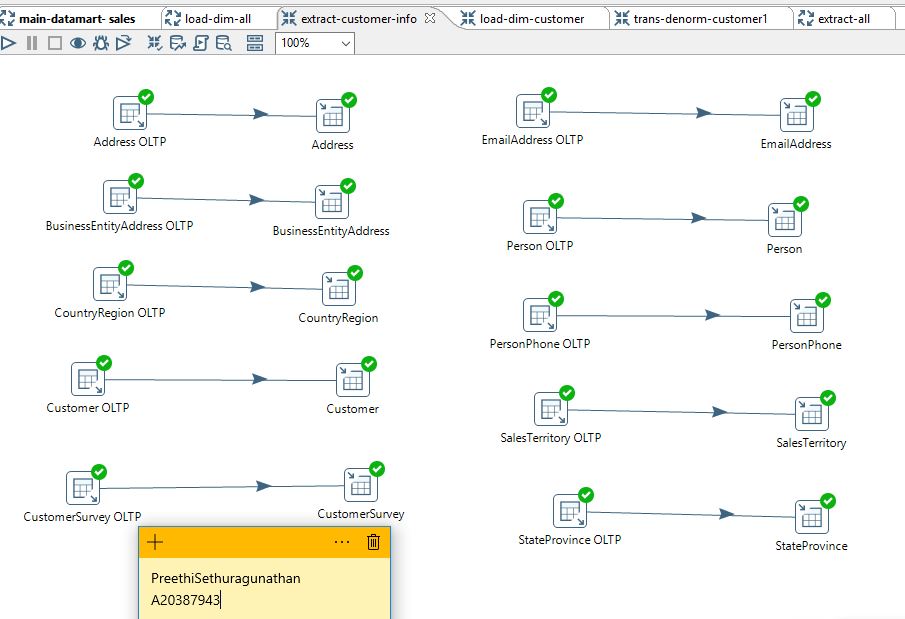 main-datamart- sales
load-dim-all
extract-customer-info
load-dim-customer
trans-denorm-customer1
extract-all
100%
Address OLTP
Address
EmailAddress OLTP
EmailAddress
BusinessEntityAddress OLTP
BusinessEntityAddress
Person OLTP
Person
CountryRegion OLTP
CountryRegion
PersonPhone OLTP
PersonPhone
Customer OLTP
Customer
SalesTerritory OLTP
SalesTerritory
CustomerSurvey OLTP
CustomerSurvey
StateProvince OLTP
StateProvince
PreethiSethuragunathan
A20387943